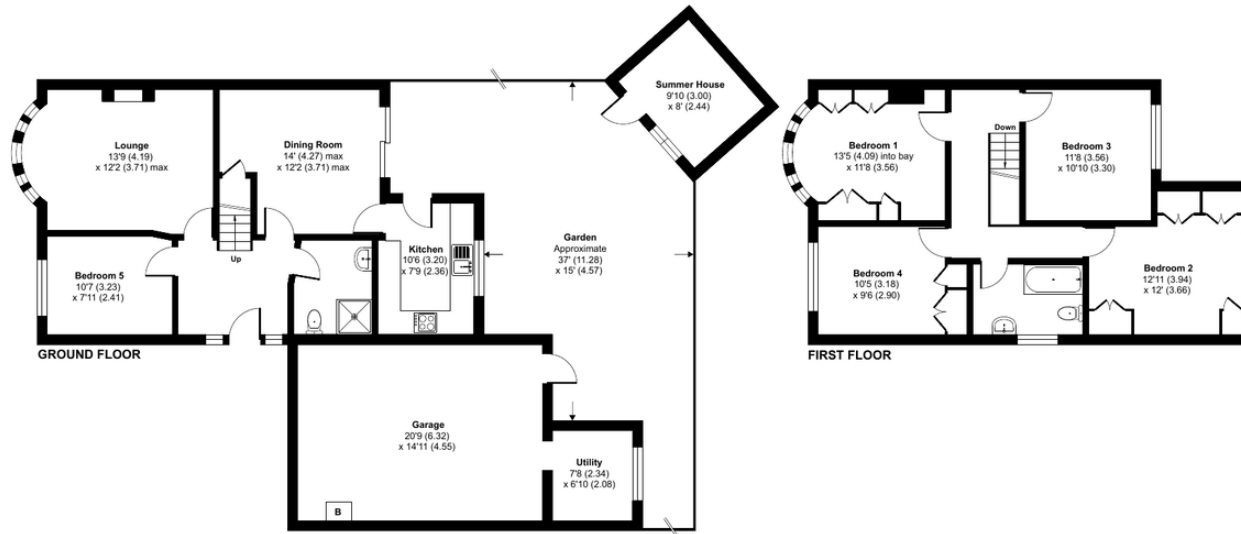 Summer House
9'10 (3.00)
x 8' (2.44)
Lounge
13'9 (4.19)
x 12'2 (3.71) max
Dining Room
14' (4.27) max
x 12'2 (3.71) max
Up
Bedroom 5
10'7 (3.23)
x 7'11 (2.41)
Kitchen
10'6 (3.20)
x 7'9 (2.36)
Garden
Approximate
37' (11.28)
x 15' (4.57)
GROUND FLOOR
Garage
20'9 (6.32)
x 14'11 (4.55)
B
Utility
7'8 (2.34)
x 6'10 (2.08)
Bedroom 1
13'5 (4.09) into bay
x 11'8 (3.56)
Down
Bedroom 3
11'8 (3.56)
x 10'10 (3.30)
Bedroom 4
10'5 (3.18)
x 9'6 (2.90)
Bedroom 2
12'11 (3.94)
x 12' (3.66)
FIRST FLOOR